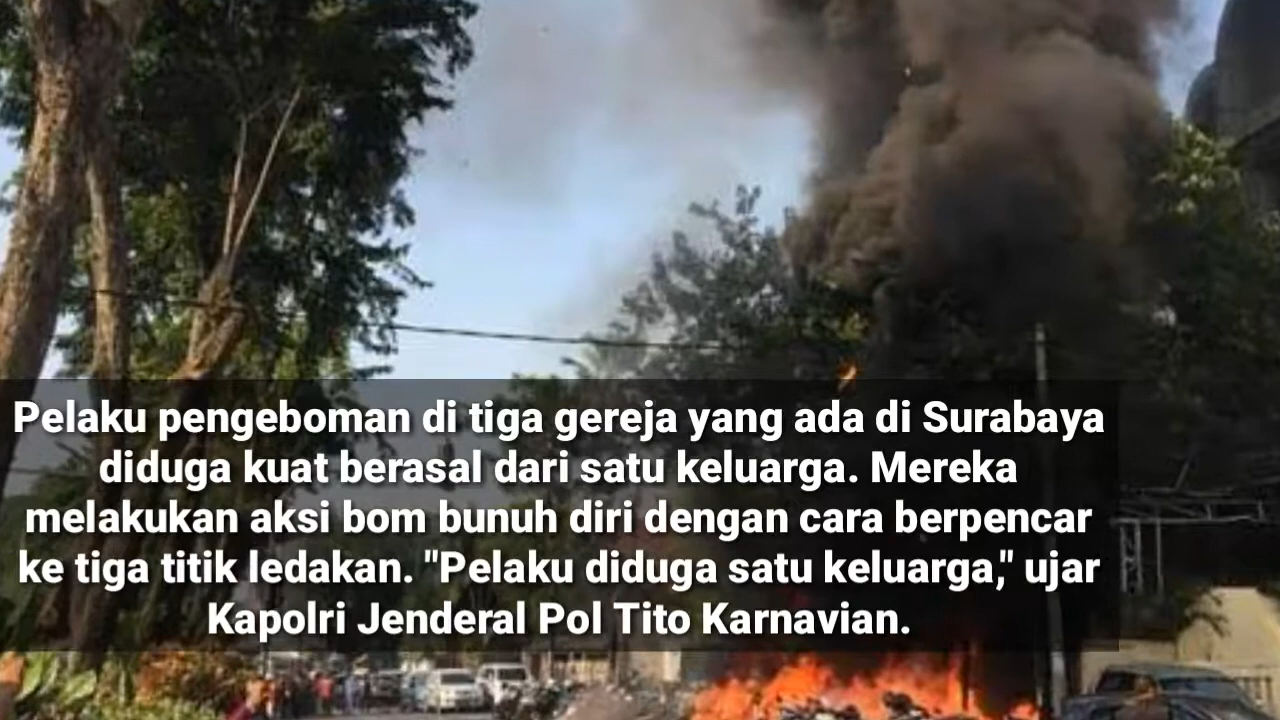 Pelaku pengeboman di tiga gereja yang ada di Surabaya
diduga kuat berasal dari satu keluarga. Mereka
melakukan aksi bom bunuh diri dengan cara berpencar
ke tiga titik ledakan. "Pelaku diduga satu keluarga," ujar
Kapolri Jenderal Pol Tito Karnavian.